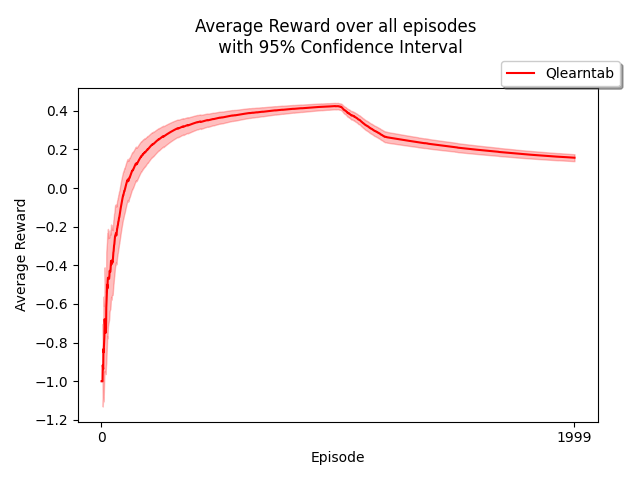 Average Reward over all episodes
with 95% Confidence Interval
Qlearntab
0.4
0.2
0.0
−0.2
−0.4
−0.6
−0.8
−1.0
−1.2
Average Reward
0
1999
Episode